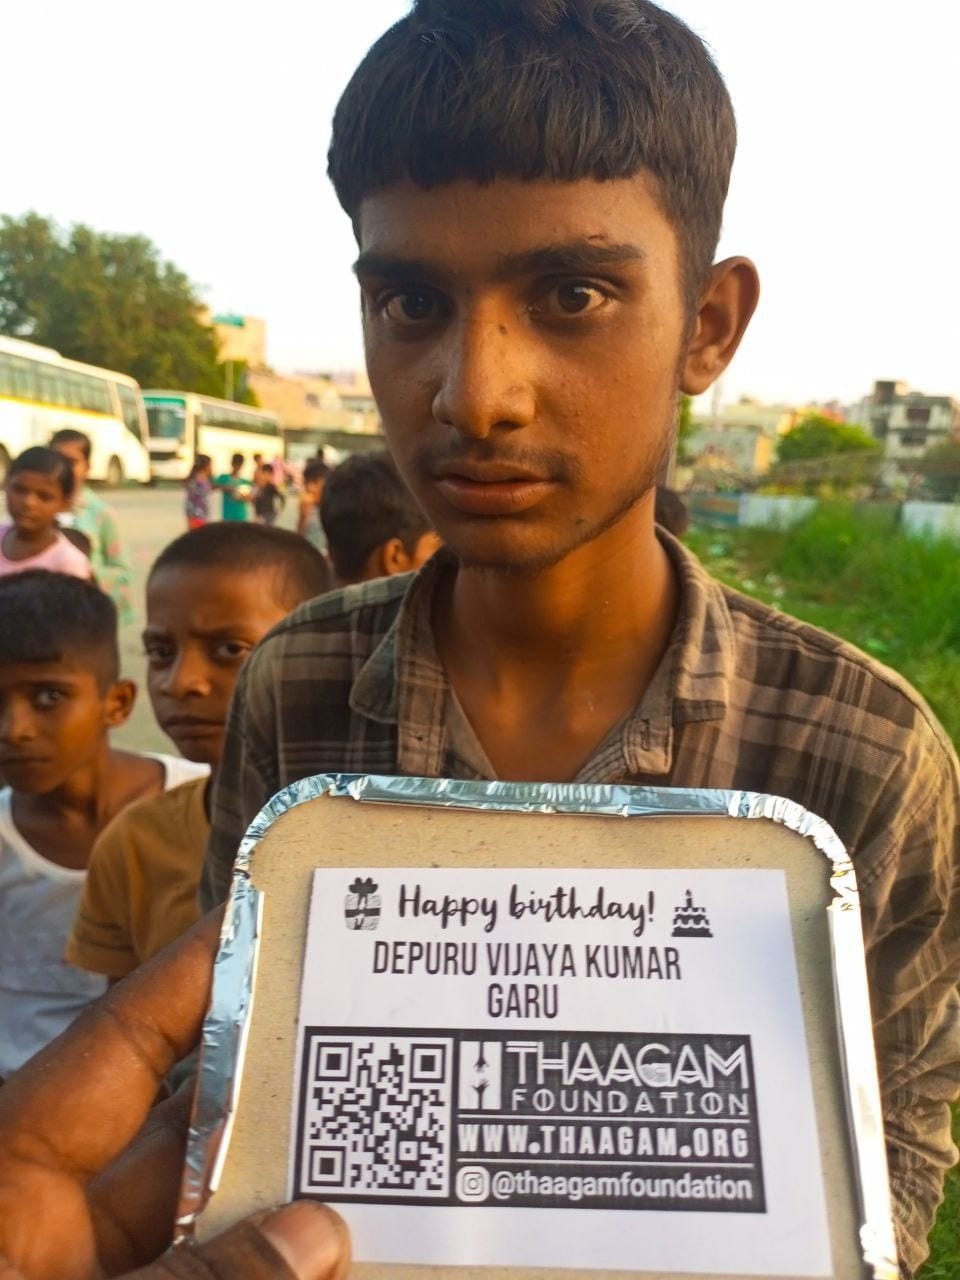 Happy birthday!
DEPURU VIJAYA KUMAR
GARU
THAAGAM
FOUNDATION
WWW.THAAGAM.ORG
@thaagamfoundation